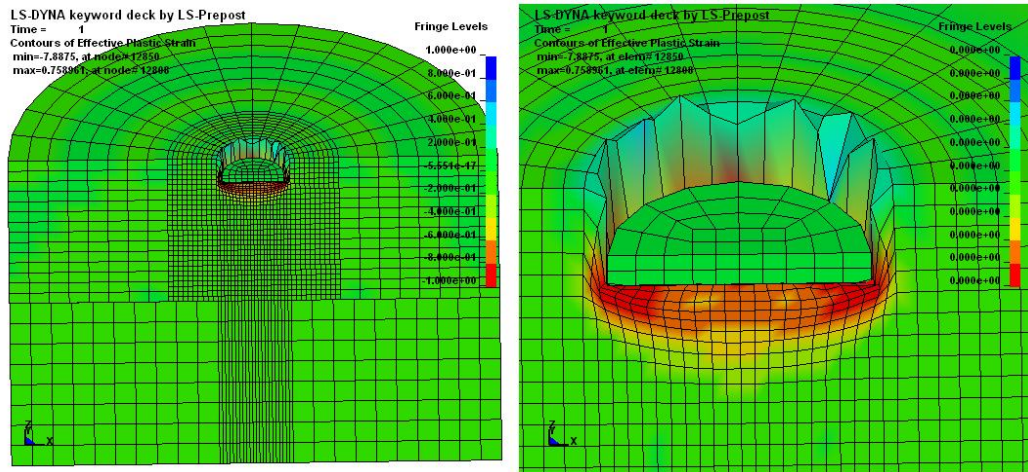 LS-DYNA keyword deck by LS-Prepost
Time = 1
Contours of Effective Plastic Strain
min=-7.8875, at node# 12850
max=0.758961, at node# 12808
Fringe Levels
1.000e+00
8.000e-01
6.000e-01
4.000e-01
2.000e-01
-5.551e-17
-2.000e-01
-4.000e-01
-6.000e-01
-8.000e-01
-1.000e+00
Z
Y
X
LS-DYNA keyword deck by LS-Prepost
Time = 1
Contours of Effective Plastic Strain
min=-7.8875, at elem# 12850
max=0.758961, at elem# 12808
Fringe Levels
0.000e+00
0.000e+00
0.000e+00
0.000e+00
0.000e+00
0.000e+00
0.000e+00
0.000e+00
0.000e+00
0.000e+00
0.000e+00
Z
Y
X